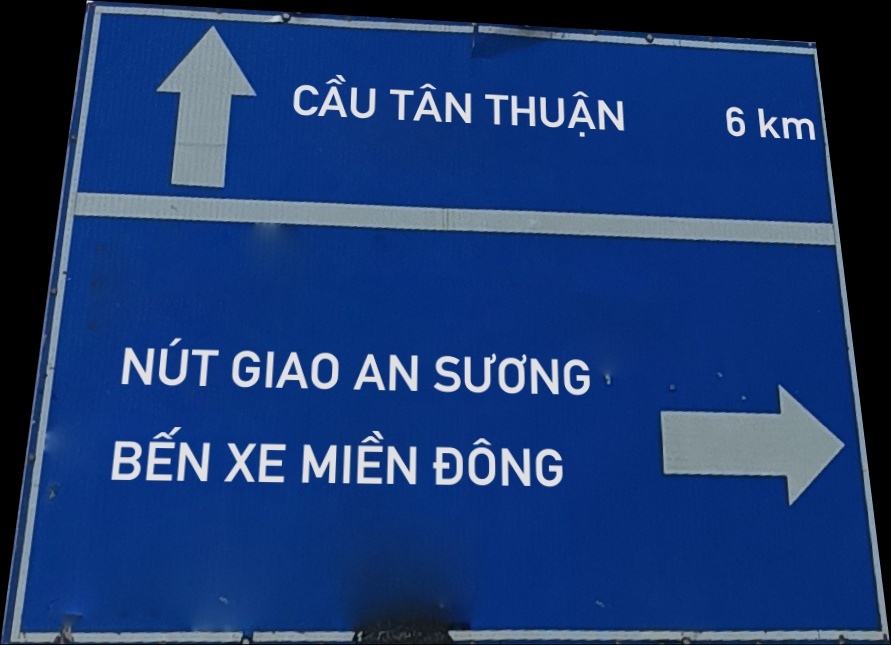 CẦU TÂN THUẬN 6 km
NÚT GIAO AN SƯƠNG
BẾN XE MIỀN ĐÔNG